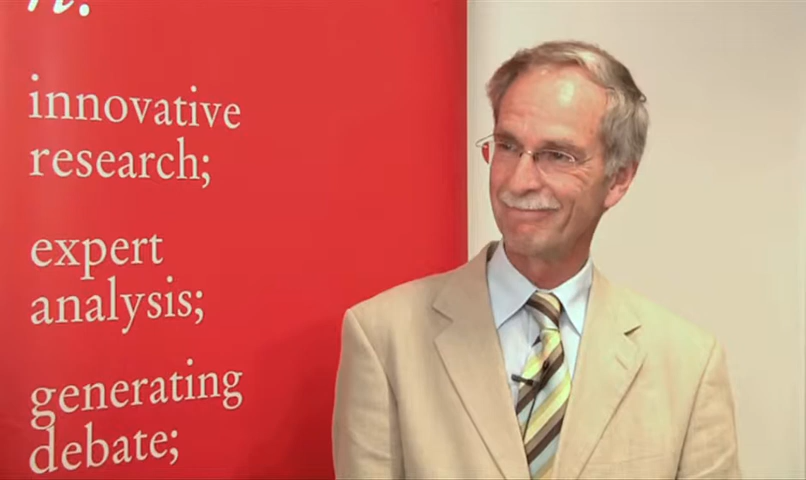 n.
innovative
research;
expert
analysis;
generating
debate;